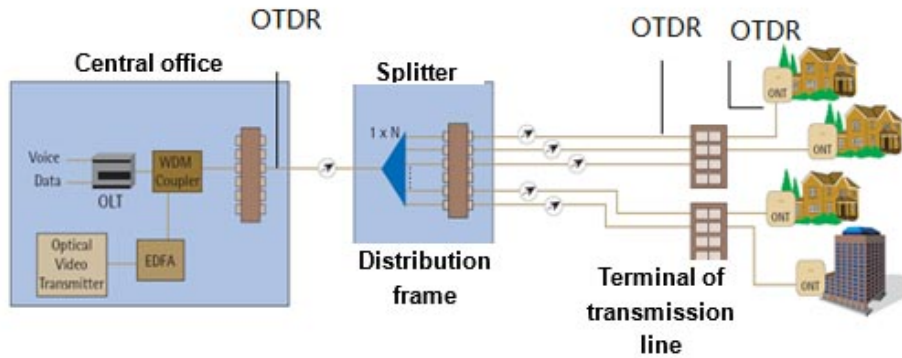 OTDR
OTDR
OTDR
Central office
Splitter
ONT
1 x N
ONT
Voice
Data
WDM
Coupler
OLT
ONT
Optical
Video
Transmitter
EDFA
Distribution
frame
Terminal of
transmission
line
ONT